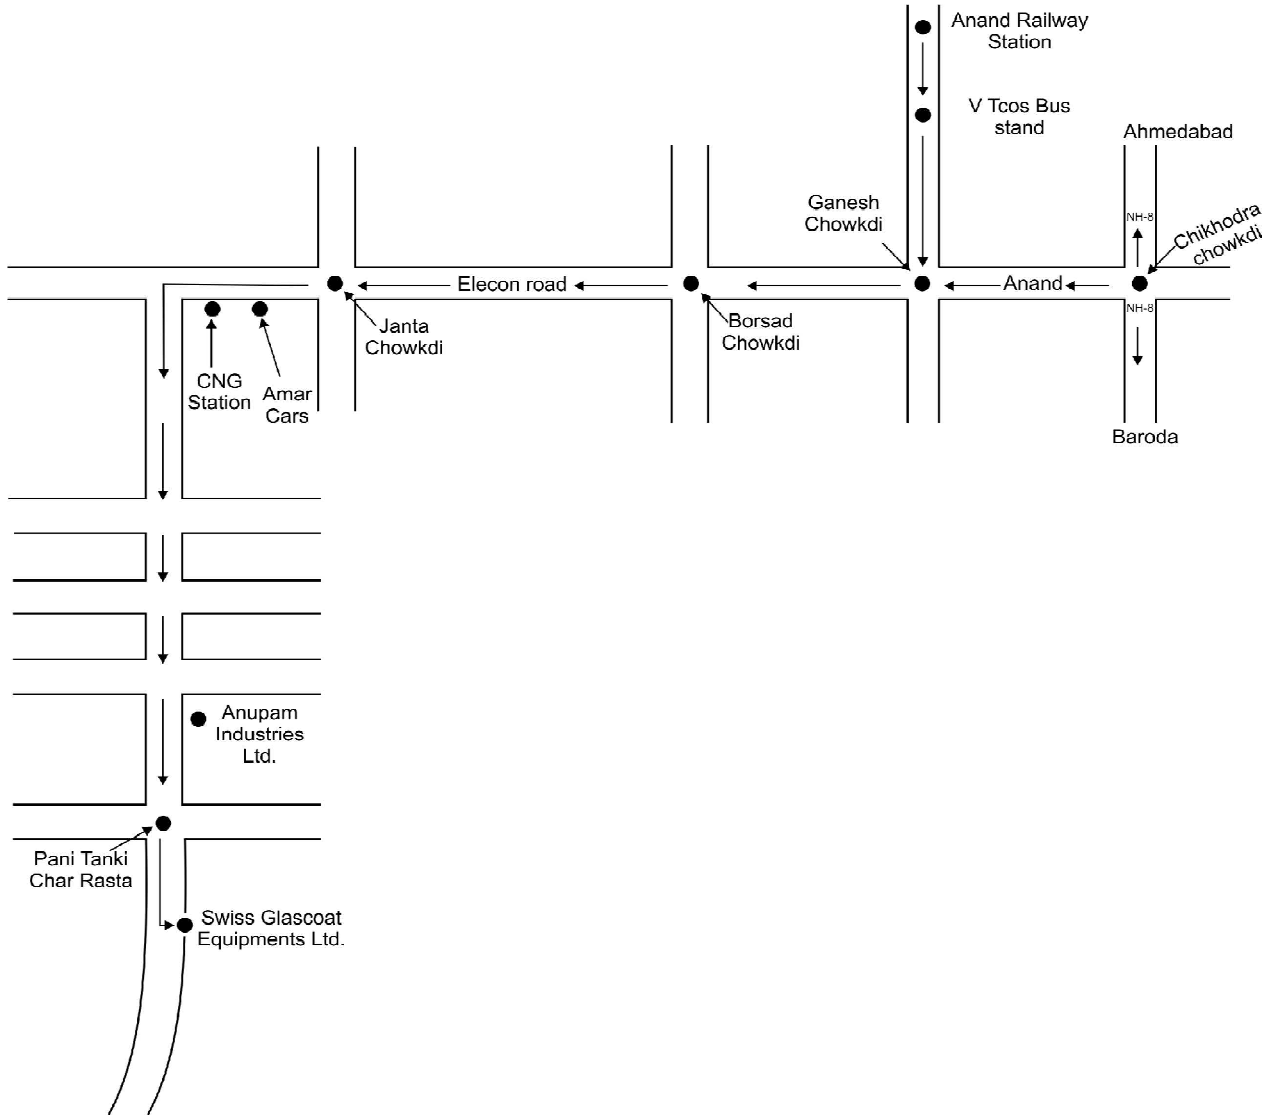 Anand Railway
Station
V Tcos Bus
stand
Ahmedabad
Ganesh
Chowkdi
NH-8
Chikhodra
chowkdi
Elecon road
Anand
NH-8
Janta
Chowkdi
Borsad
Chowkdi
CNG
Station
Amar
Cars
Baroda
Anupam
Industries
Ltd.
Pani Tanki
Char Rasta
Swiss Glascoat
Equipments Ltd.